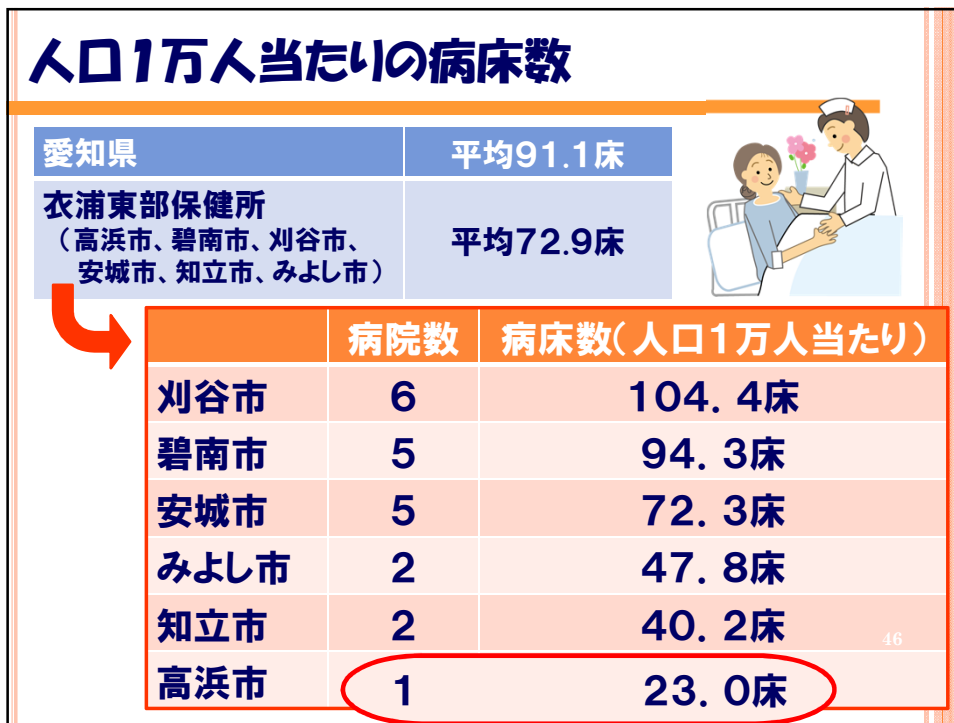 人口1万人当たりの病床数
愛知県 平均91.1床
衣浦東部保健所
（高浜市、碧南市、刈谷市、
安城市、知立市、みよし市）
平均72.9床
病院数 病床数（人口1万人当たり）
刈谷市 6 104.4床
碧南市 5 94.3床
安城市 5 72.3床
みよし市 2 47.8床
知立市 2 40.2床
46
高浜市 1 23.0床